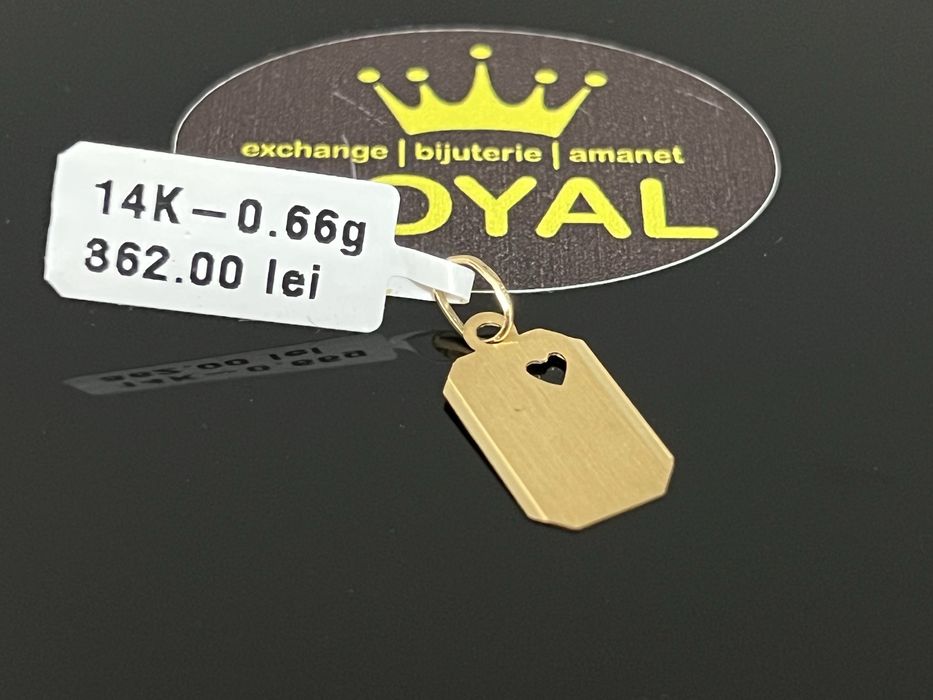 exchange | bijuterie | amanet
OYAL
14K-0.66g
362.00 lei